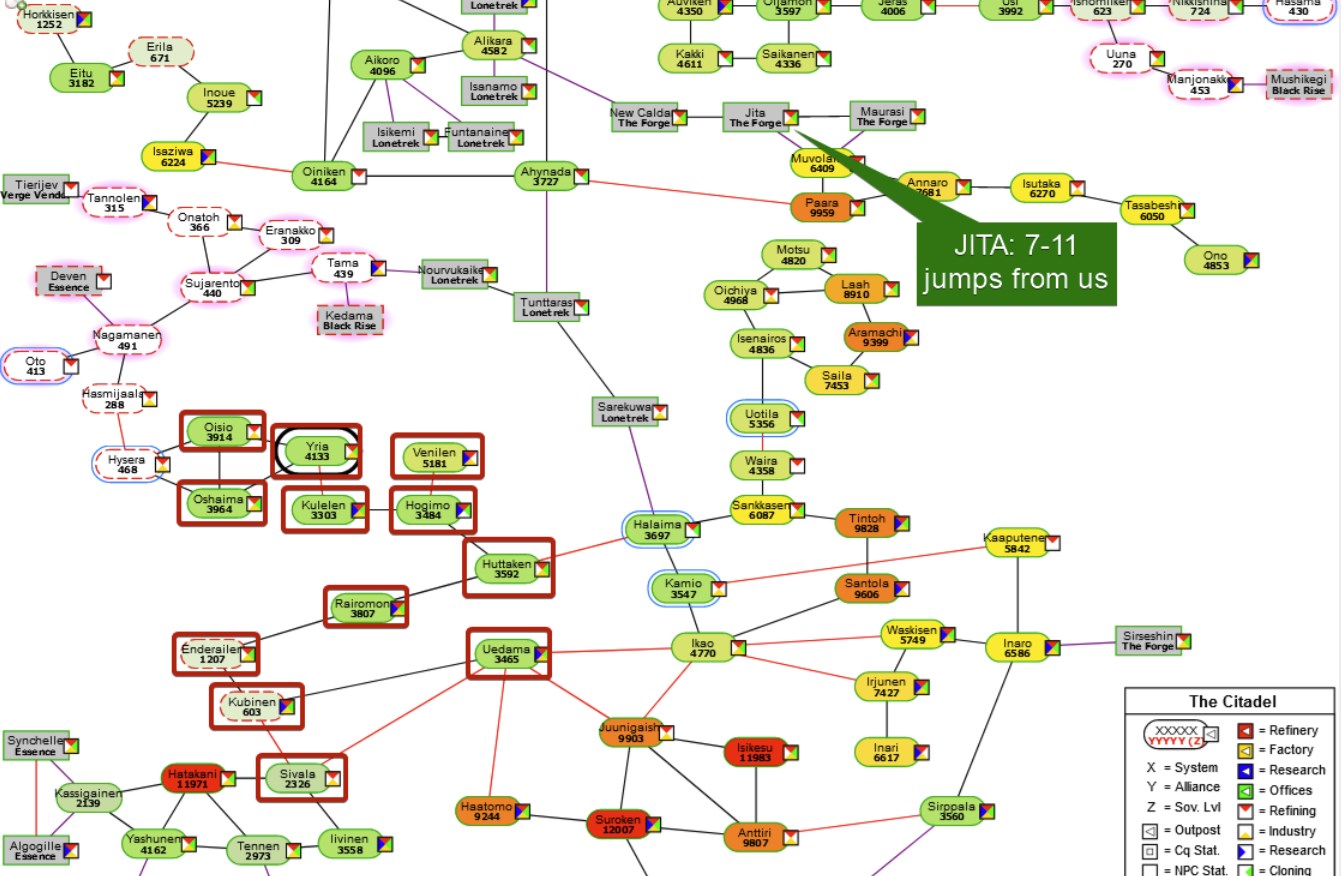 Horkkisen
1252
Erila
671
Eitu
3182
Inoue
5239
Isaziwa
6224
Lonetrek
Alikara
4582
Aikoro
4096
Isanamo
Lonetrek
Isikemi
Lonetrek
Funtanainen
Lonetrek
Oiniken
4164
Ahynada
3727
Auviken
4350
Oijamon
3597
Jeras
4006
Usi
3992
Ishomilken
623
Nikkishina
724
Hasama
430
Kakki
4611
Saikanen
4336
Uuna
270
Manjonakk
453
Mushikegi
Black Rise
New Caldar
The Forge
Jita
The Forge
Maurasi
The Forge
Muvolai
6409
Annaro
7681
Isutaka
6270
Tasabeshi
6050
Paara
9959
Ono
4853
JITA: 7-11
jumps from us
Tierijev
Verge Vendo
Tannolen
315
Onatoh
366
Eranakko
309
Tama
439
Deven
Essence
Sujarento
440
Kedama
Black Rise
Nourvukaike
Lonetrek
Tunttaras
Lonetrek
Nagamanen
491
Oto
413
Hasmijaala
288
Motsu
4820
Oichiya
4968
Laah
8910
Isenairos
4836
Aramachi
9399
Saila
7453
Sarekuwa
Lonetrek
Uotila
5356
Oisio
3914
Yria
4133
Venilen
5181
Hysera
468
Waira
4358
Oshaima
3964
Kulelen
3303
Hogimo
3484
Sankkasen
6087
Tintoh
9828
Halaima
3697
Kaaputenen
5842
Huttaken
3592
Kamio
3547
Santola
9606
Rairomon
3807
Enderailen
1207
Uedama
3465
Ikao
4770
Waskisen
5749
Inaro
6586
Sirseshin
The Forge
Irjunen
7427
Kubinen
603
Juunigaishi
9903
Isikesu
11983
Inari
6617
Synchelle
Essence
Kassigainen
2139
Hatakani
11971
Sivala
2326
Haatomo
9244
Suroken
12007
Anttiri
9807
Sirppala
3560
Algogille
Essence
Yashunen
4162
Tennen
2973
Iivinen
3558
The Citadel
XXXXX
YYYYY (Z)
X = System
Y = Alliance
Z = Sov. Lvl
= Outpost
= Cq Stat.
= NPC Stat.
= Refinery
= Factory
= Research
= Offices
= Refining
= Industry
= Research
= Cloning